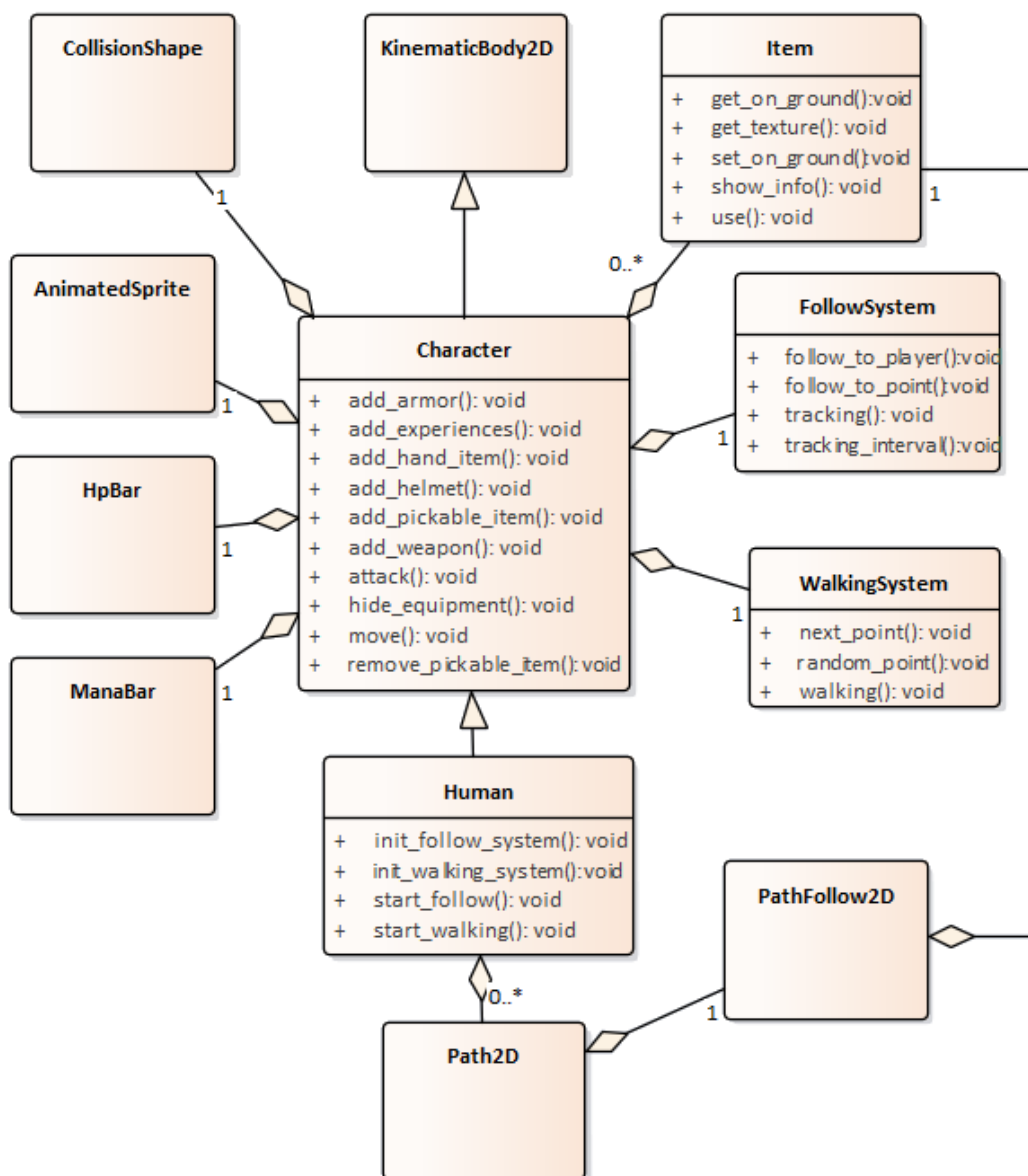 CollisionShape
KinematicBody2D
Item
+ get_on_ground():void
+ get_texture(): void
+ set_on_ground():void
+ show_info(): void
+ use(): void
1
1
0..*
AnimatedSprite
1
FollowSystem
+ follow_to_player():void
+ follow_to_point():void
+ tracking(): void
+ tracking_interval():void
1
Character
+ add_armor(): void
+ add_experiences(): void
+ add_hand_item(): void
+ add_helmet(): void
+ add_pickable_item(): void
+ add_weapon(): void
+ attack(): void
+ hide_equipment(): void
+ move(): void
+ remove_pickable_item():void
HpBar
1
WalkingSystem
+ next_point(): void
+ random_point():void
+ walking(): void
1
ManaBar
1
Human
+ init_follow_system(): void
+ init_walking_system():void
+ start_follow(): void
+ start_walking(): void
0..*
PathFollow2D
1
Path2D